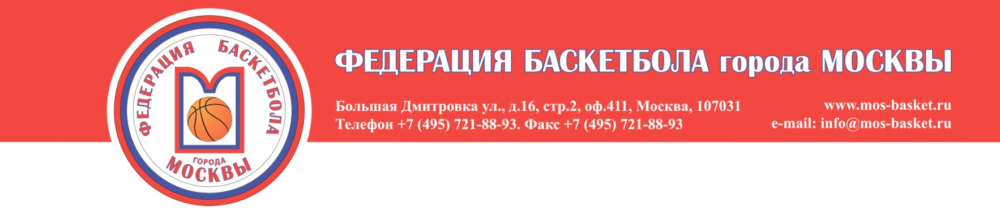 ФЕДЕРАЦИЯ БАСКЕТБОЛА
ГОРОДА
МОСКВЫ
ФЕДЕРАЦИЯ БАСКЕТБОЛА города МОСКВЫ
Большая Дмитровка ул., д.16, стр.2, оф.411, Москва, 107031
Телефон +7 (495) 721-88-93. Факс +7 (495) 721-88-93
www.mos-basket.ru
e-mail: info@mos-basket.ru